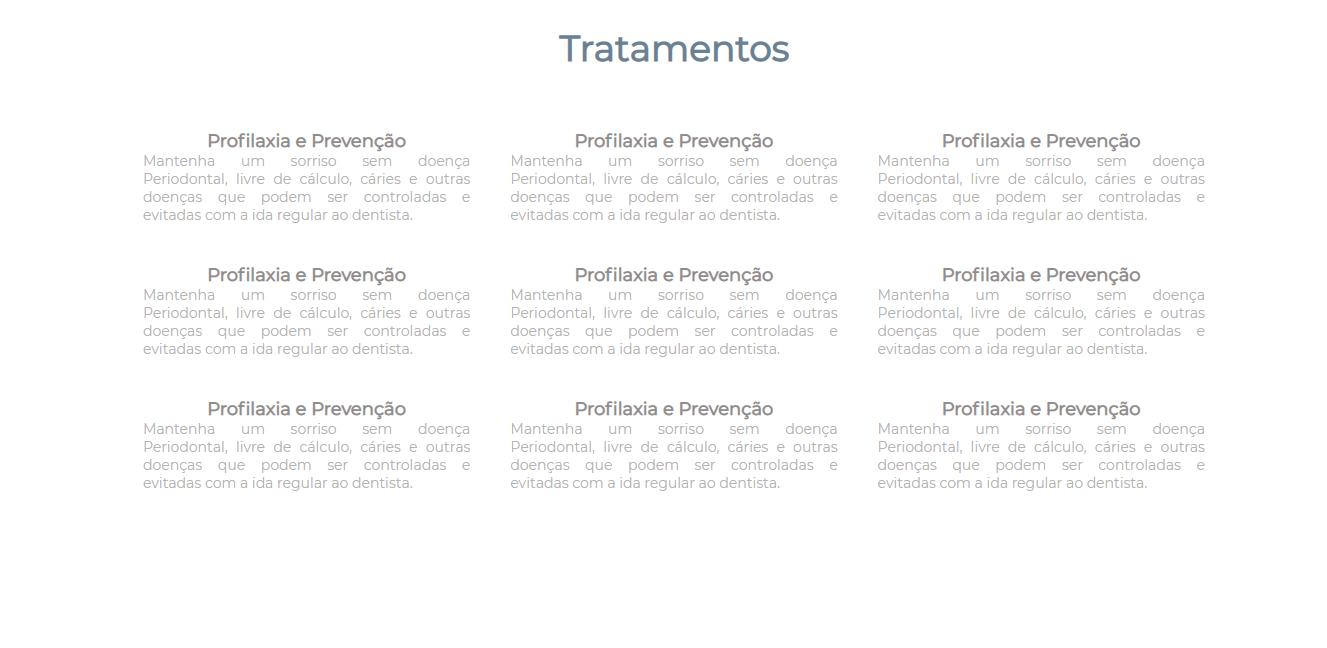 Tratamentos
Profilaxia e Prevenção
Mantenha um sorriso sem doença
Periodontal, livre de cálculo, cáries e outras
doenças que podem ser controladas e
evitadas com a ida regular ao dentista.
Profilaxia e Prevenção
Mantenha um sorriso sem doença
Periodontal, livre de cálculo, cáries e outras
doenças que podem ser controladas e
evitadas com a ida regular ao dentista.
Profilaxia e Prevenção
Mantenha um sorriso sem doença
Periodontal, livre de cálculo, cáries e outras
doenças que podem ser controladas e
evitadas com a ida regular ao dentista.
Profilaxia e Prevenção
Mantenha um sorriso sem doença
Periodontal, livre de cálculo, cáries e outras
doenças que podem ser controladas e
evitadas com a ida regular ao dentista.
Profilaxia e Prevenção
Mantenha um sorriso sem doença
Periodontal, livre de cálculo, cáries e outras
doenças que podem ser controladas e
evitadas com a ida regular ao dentista.
Profilaxia e Prevenção
Mantenha um sorriso sem doença
Periodontal, livre de cálculo, cáries e outras
doenças que podem ser controladas e
evitadas com a ida regular ao dentista.
Profilaxia e Prevenção
Mantenha um sorriso sem doença
Periodontal, livre de cálculo, cáries e outras
doenças que podem ser controladas e
evitadas com a ida regular ao dentista.
Profilaxia e Prevenção
Mantenha um sorriso sem doença
Periodontal, livre de cálculo, cáries e outras
doenças que podem ser controladas e
evitadas com a ida regular ao dentista.
Profilaxia e Prevenção
Mantenha um sorriso sem doença
Periodontal, livre de cálculo, cáries e outras
doenças que podem ser controladas e
evitadas com a ida regular ao dentista.